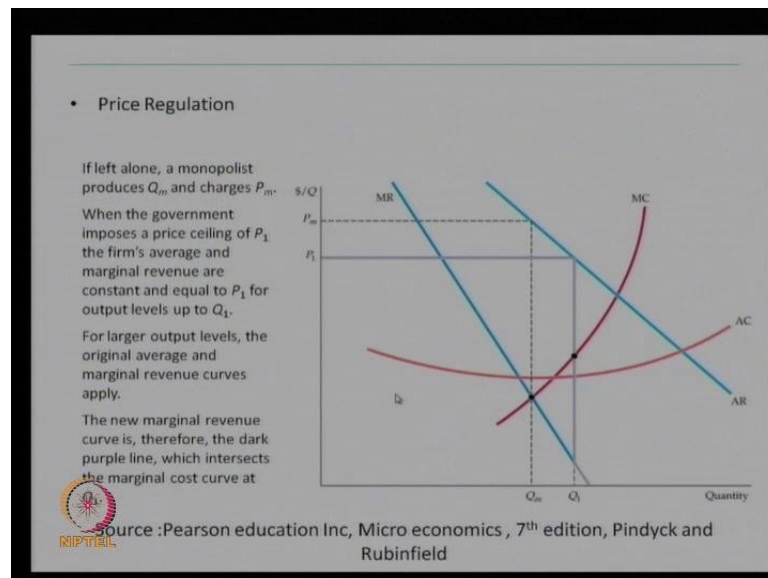 • Price Regulation
If left alone, a monopolist
produces Qm and charges Pm.
When the government
imposes a price ceiling of P1
the firm's average and
marginal revenue are
constant and equal to P1 for
output levels up to Q1.
For larger output levels, the
original average and
marginal revenue curves
apply.
The new marginal revenue
curve is, therefore, the dark
purple line, which intersects
the marginal cost curve at
Q1.
$/Q
MR
MC
Pm
P1
AC
AR
Qm Q1 Quantity
NPTEL
Source :Pearson education Inc, Micro economics , 7th edition, Pindyck and
Rubinfield